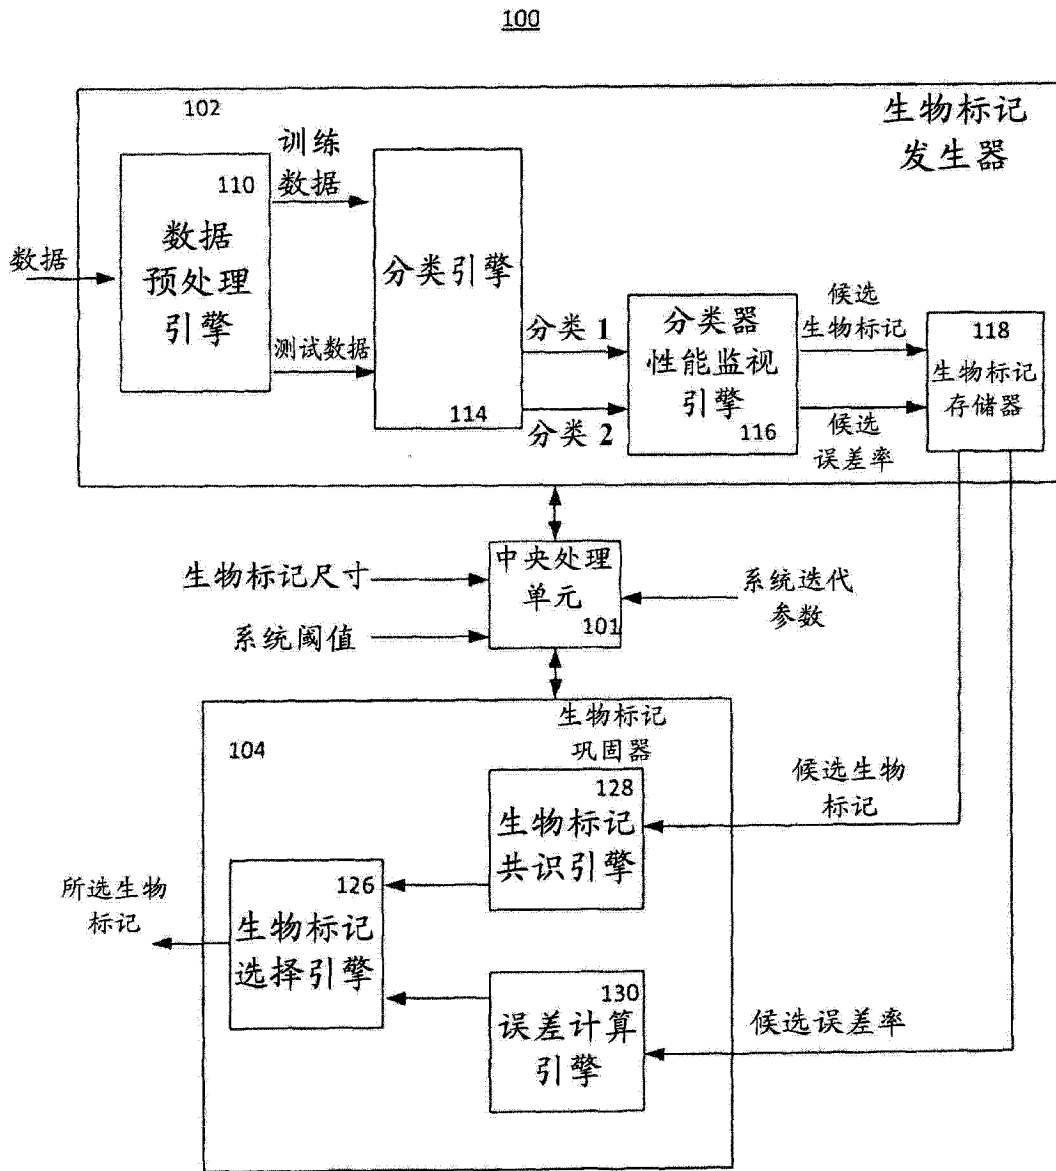 100
102
生物标记
发生器
训练
数据
110
数据
预处理
引擎
数据
测试数据
分类引擎
114
分类 1
分类 2
分类器
性能监视
引擎
116
候选
生物标记
候选
误差率
118
生物标记
存储器
中央处理
单元
101
生物标记尺寸
系统阈值
系统迭代
参数
生物标记
巩固器
104
128
生物标记
共识引擎
候选生物
标记
126
生物标记
选择引擎
所选生物
标记
130
误差计算
引擎
候选误差率